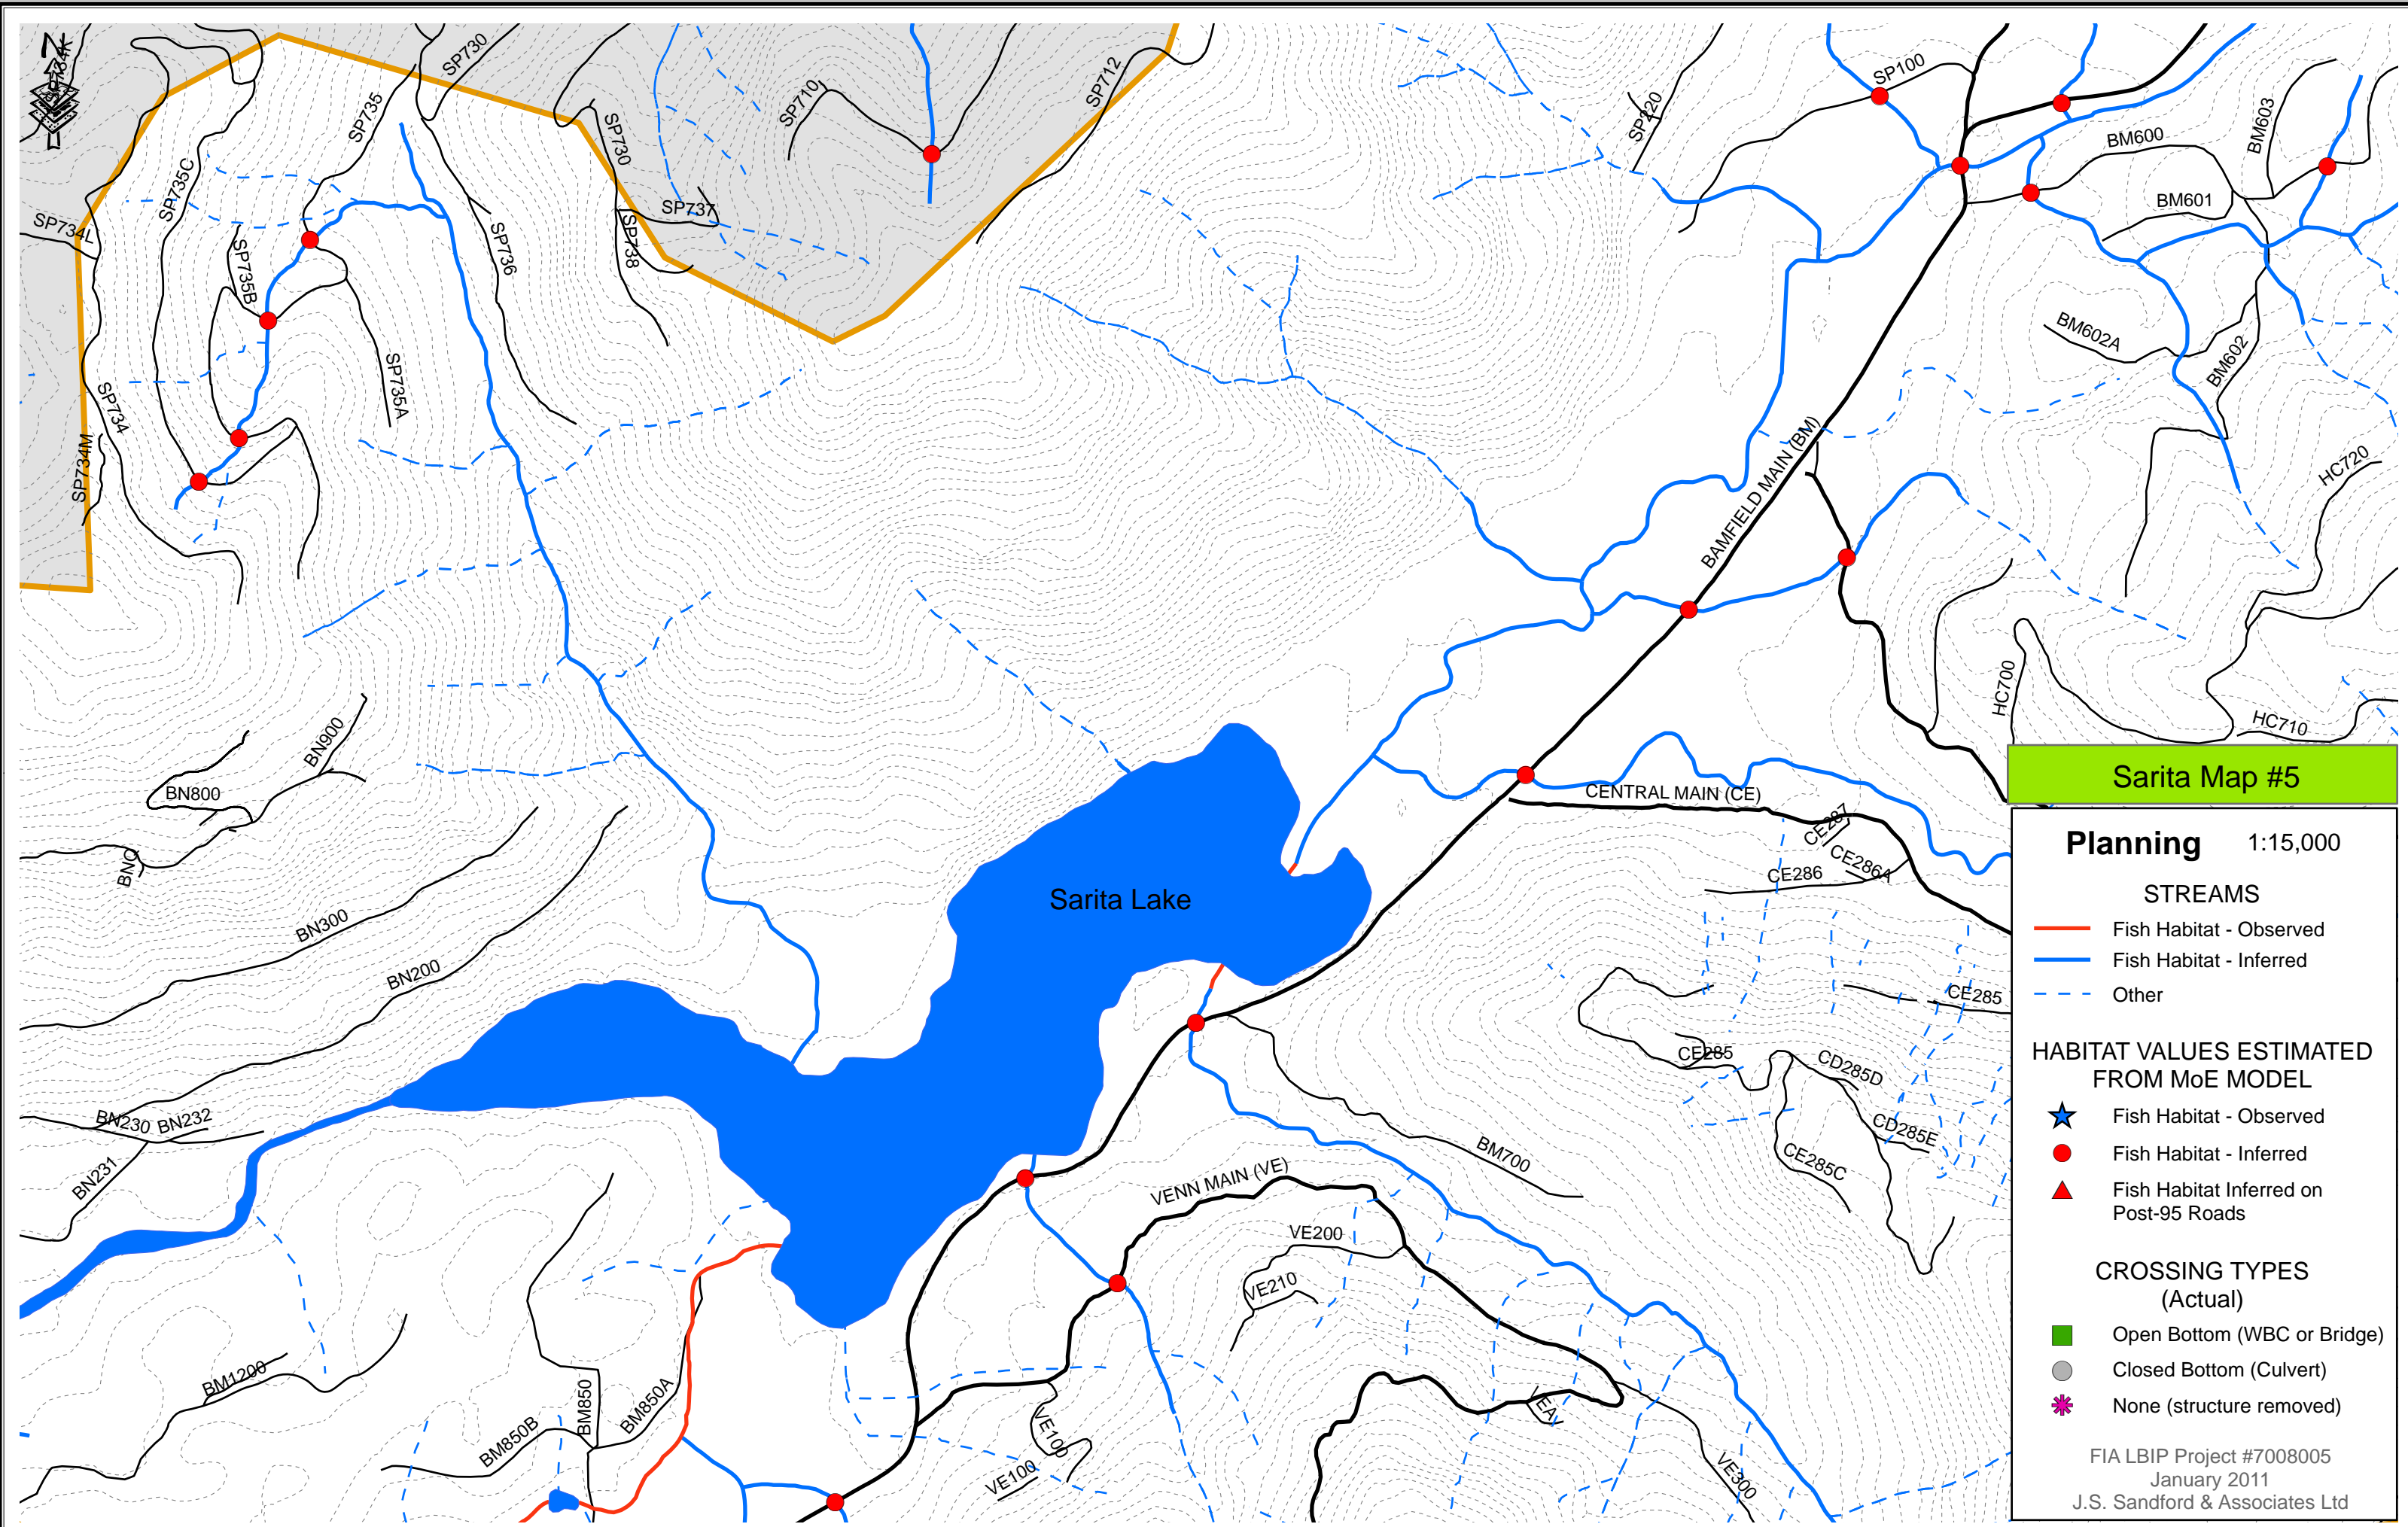 N
SP730
SP710
SP712
SP735
SP735C
SP734L
SP735B
SP736
SP730
SP737
SP738
SP735A
SP734
SP734M
SP220
SP100
BM600
BM603
BM601
BM602A
BM602
HC720
BAMFIELD MAIN (BM)
HC700
HC710
BN900
BN800
BNO
BN300
BN200
BN230
BN232
BN231
Sarita Lake
CENTRAL MAIN (CE)
CE287
CE286A
CE286
CE285
CE285
CD285D
CD285E
CE285C
BM700
VENN MAIN (VE)
VE200
VE210
VEA
VE300
VE100
VE100
BM1200
BM850
BM850A
BM850B
Sarita Map #5
Planning 1:15,000
STREAMS
Fish Habitat - Observed
Fish Habitat - Inferred
Other
HABITAT VALUES ESTIMATED
FROM MoE MODEL
Fish Habitat - Observed
Fish Habitat - Inferred
Fish Habitat Inferred on
Post-95 Roads
CROSSING TYPES
(Actual)
Open Bottom (WBC or Bridge)
Closed Bottom (Culvert)
None (structure removed)
FIA LBIP Project #7008005
January 2011
J.S. Sandford & Associates Ltd